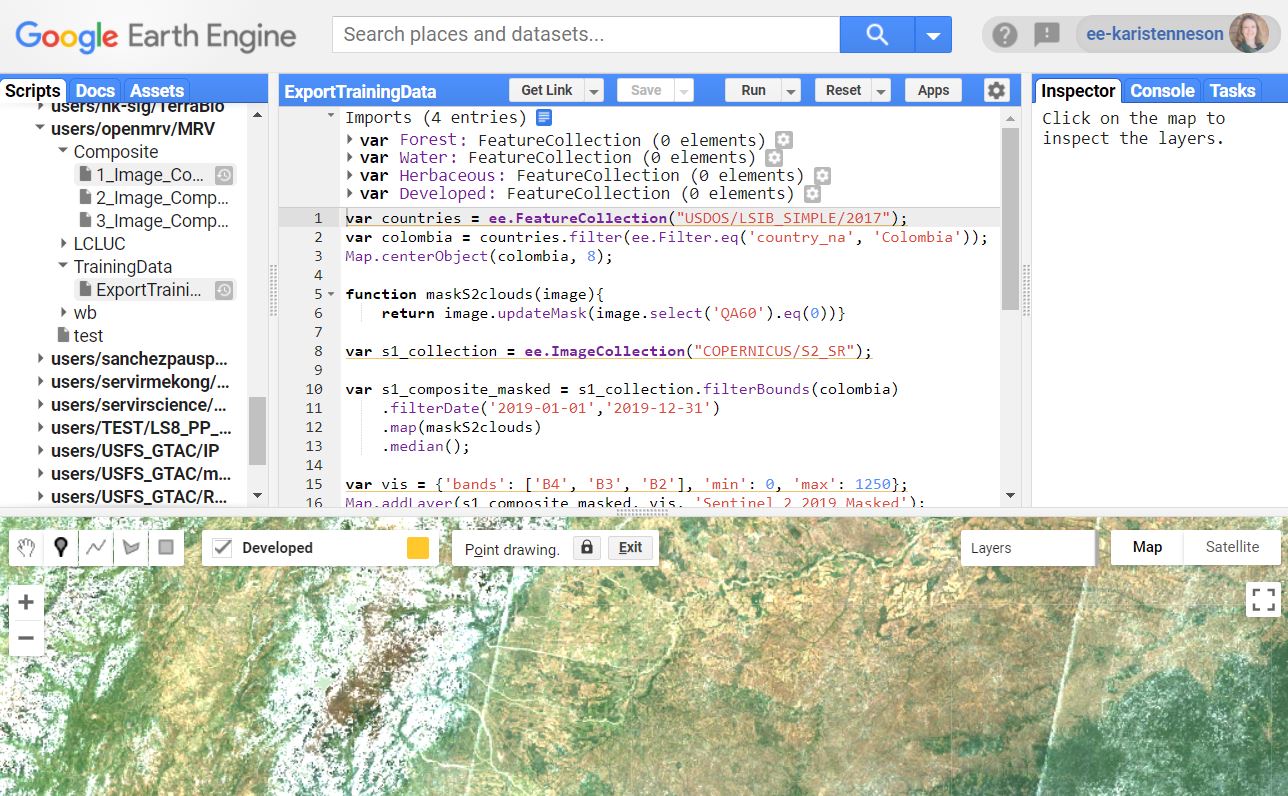 Google Earth Engine
Search places and datasets...
ee-karistenneson
Scripts Docs Assets
users/nk-sig/TerraBio
users/openmrv/MRV
Composite
1_Image_Co...
2_Image_Comp...
3_Image_Comp...
LCLUC
TrainingData
ExportTraini...
wb
test
users/sanchezpausp...
users/servirmekong/...
users/servirscience/...
users/TEST/LS8_PP_...
users/USFS_GTAC/IP
users/USFS_GTAC/m...
users/USFS_GTAC/R...
ExportTrainingData
Get Link Save Run Reset Apps
Imports (4 entries)
var Forest: FeatureCollection (0 elements)
var Water: FeatureCollection (0 elements)
var Herbaceous: FeatureCollection (0 elements)
var Developed: FeatureCollection (0 elements)
1 var countries = ee.FeatureCollection("USDOS/LSIB_SIMPLE/2017");
2 var colombia = countries.filter(ee.Filter.eq('country_na', 'Colombia'));
3 Map.centerObject(colombia, 8);
4
5 function maskS2clouds(image){
6 return image.updateMask(image.select('QA60').eq(0))}
7
8 var s1_collection = ee.ImageCollection("COPERNICUS/S2_SR");
9
10 var s1_composite_masked = s1_collection.filterBounds(colombia)
11 .filterDate('2019-01-01','2019-12-31')
12 .map(maskS2clouds)
13 .median();
14
15 var vis = {'bands': ['B4', 'B3', 'B2'], 'min': 0, 'max': 1250};
16 Map.addLayer(s1_composite_masked, vis, 'Sentinel 2 2019 Masked');
Inspector Console Tasks
Click on the map to
inspect the layers.
Developed
Point drawing. Exit
Layers
Map Satellite